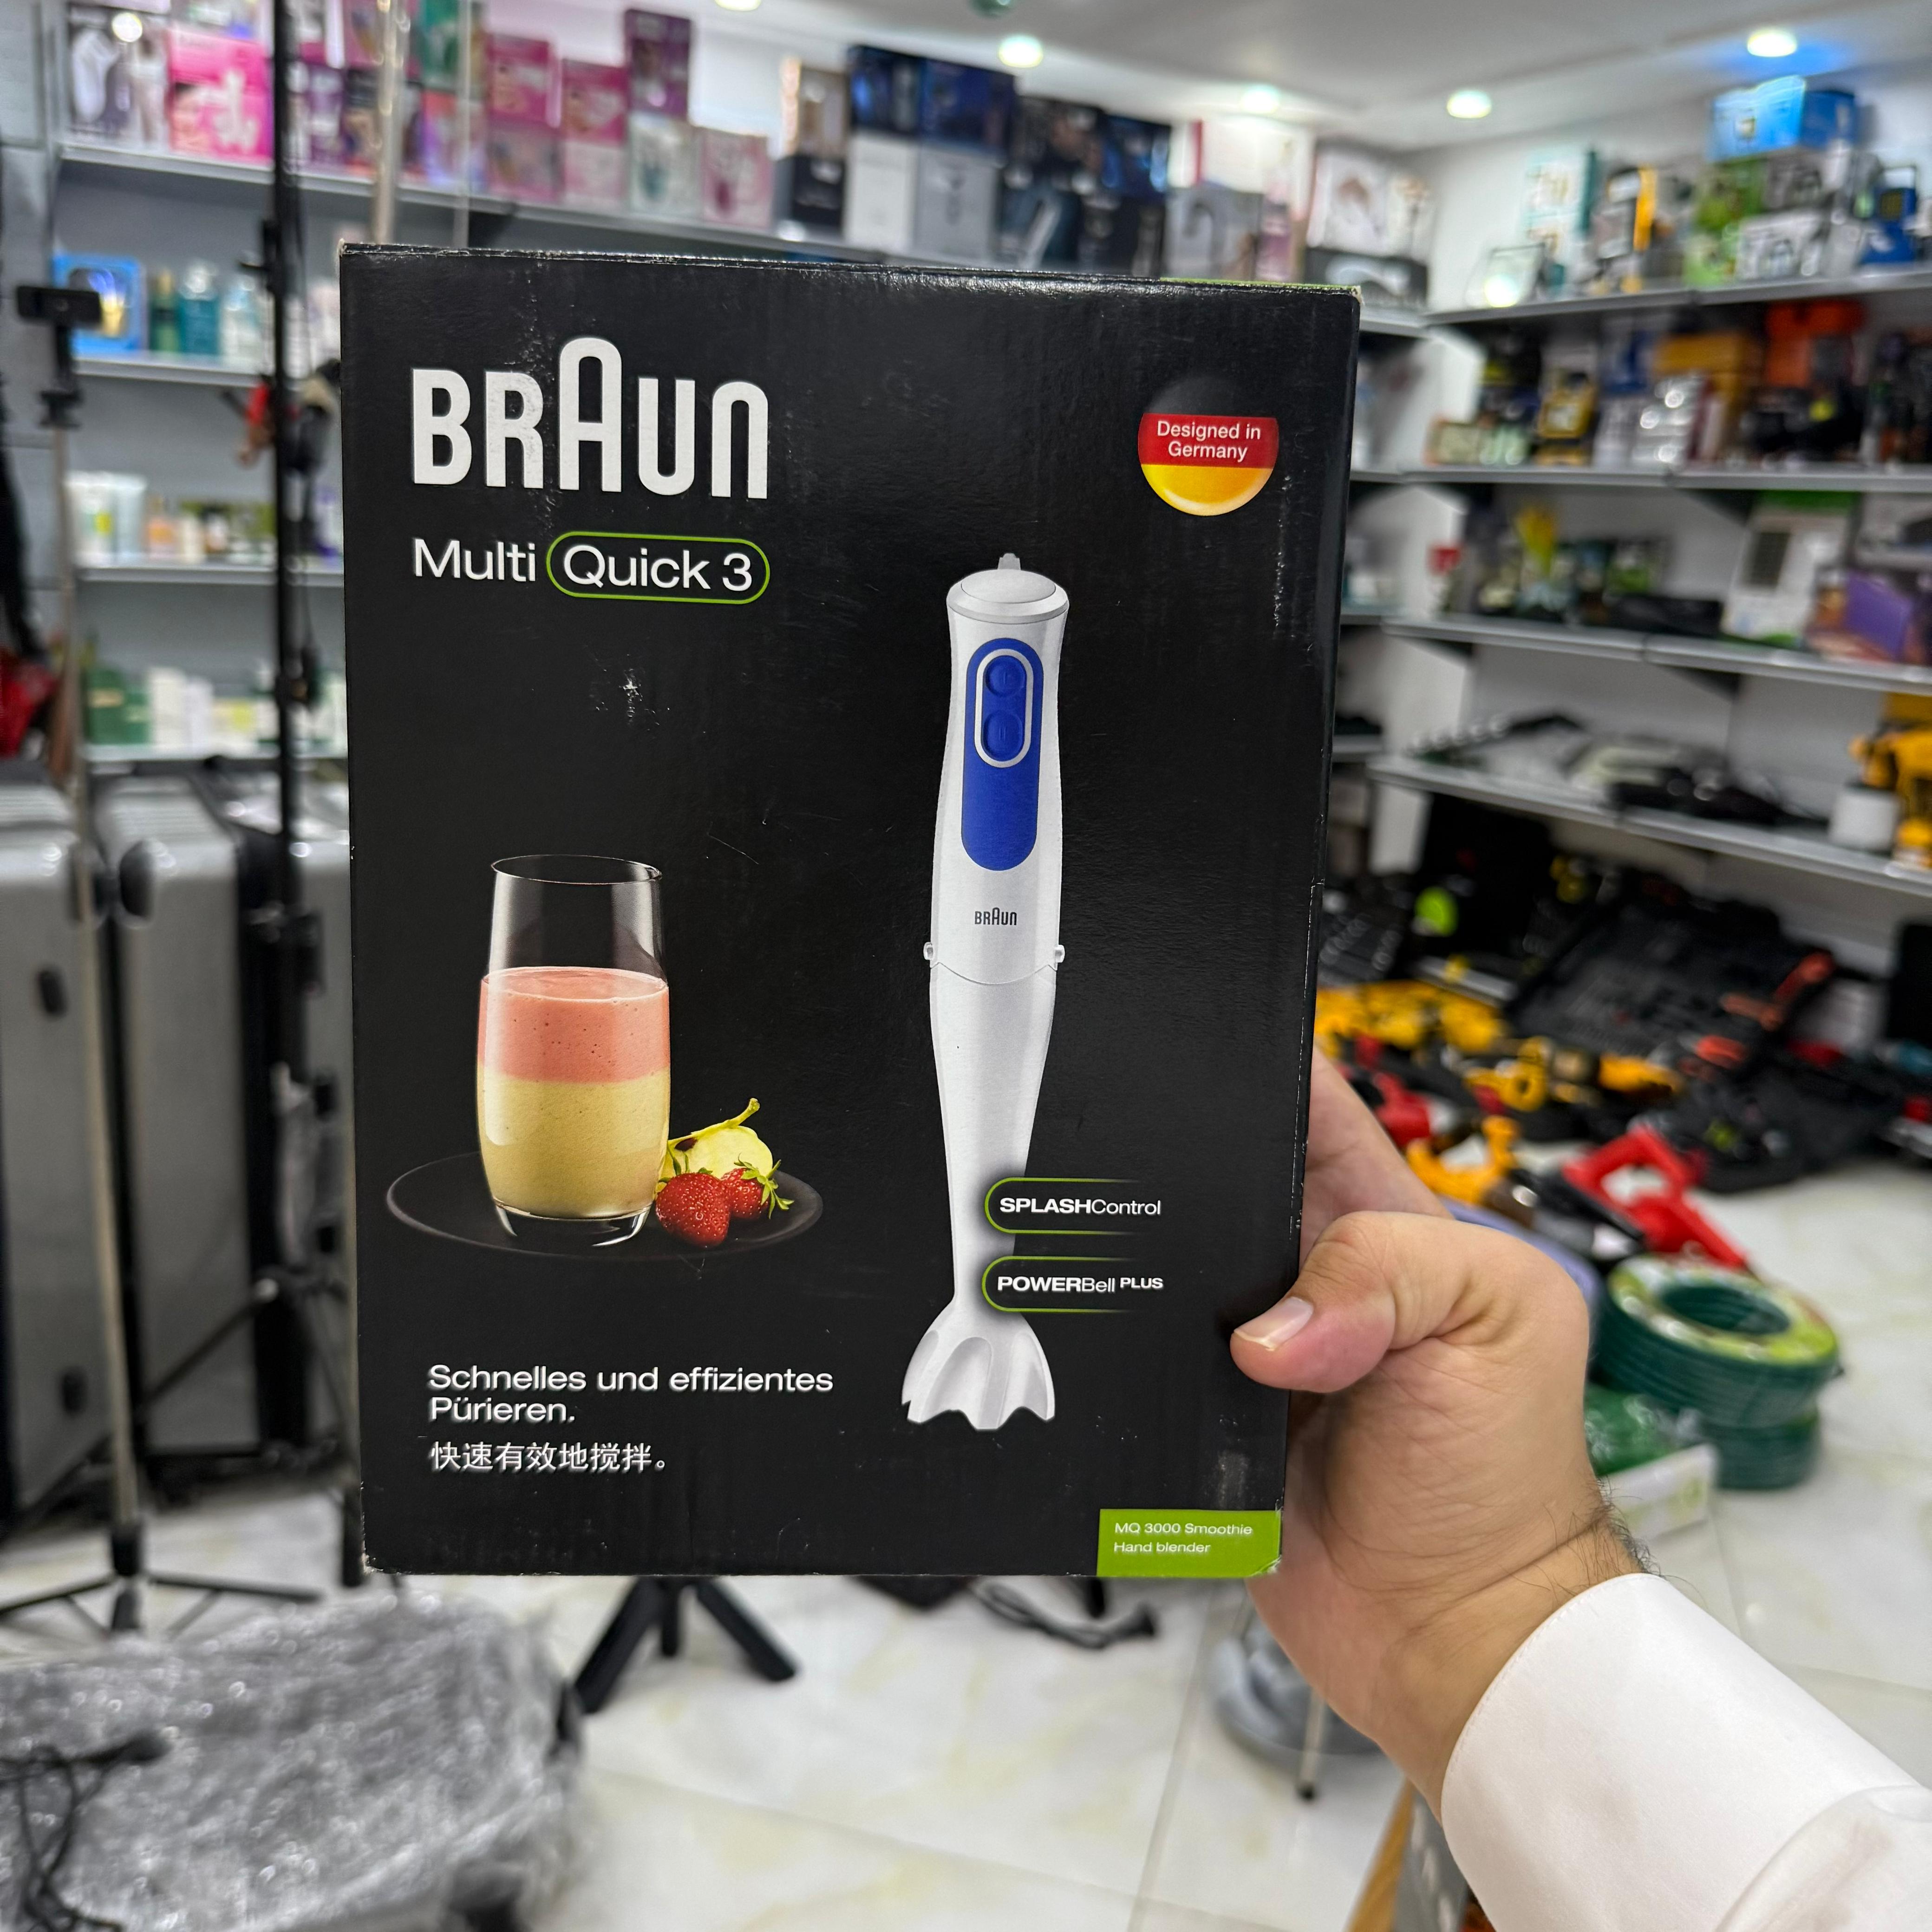 BRAUN
Designed in
Germany
Multi Quick 3
BRAUN
SPLASHControl
POWERBell PLUS
Schnelles und effizientes
Pürieren.
快速有效地搅拌。
MQ 3000 Smoothie
Hand blender